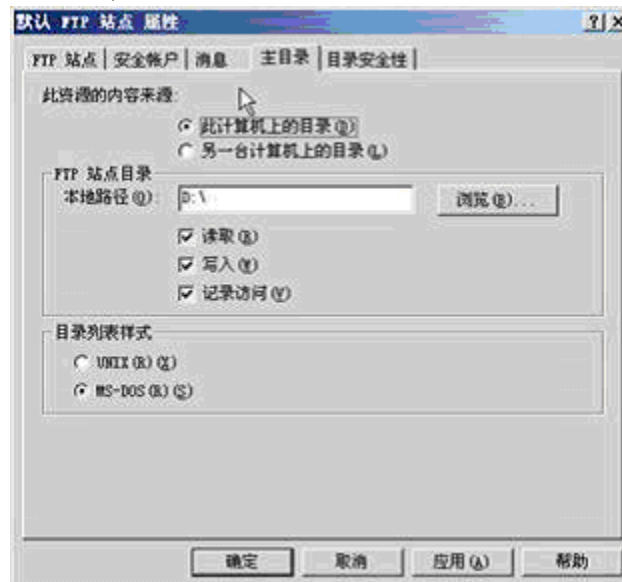 默认 FTP 站点 属性
FTP 站点 安全帐户 消息 主目录 目录安全性
此资源的内容来源:
此计算机上的目录(D)
另一台计算机上的目录(L)
FTP 站点目录
本地路径(O): D:\ 浏览(B)...
读取(R)
写入(W)
记录访问(V)
目录列表样式
UNIX(R)(X)
MS-DOS(R)(S)
确定 取消 应用(A) 帮助